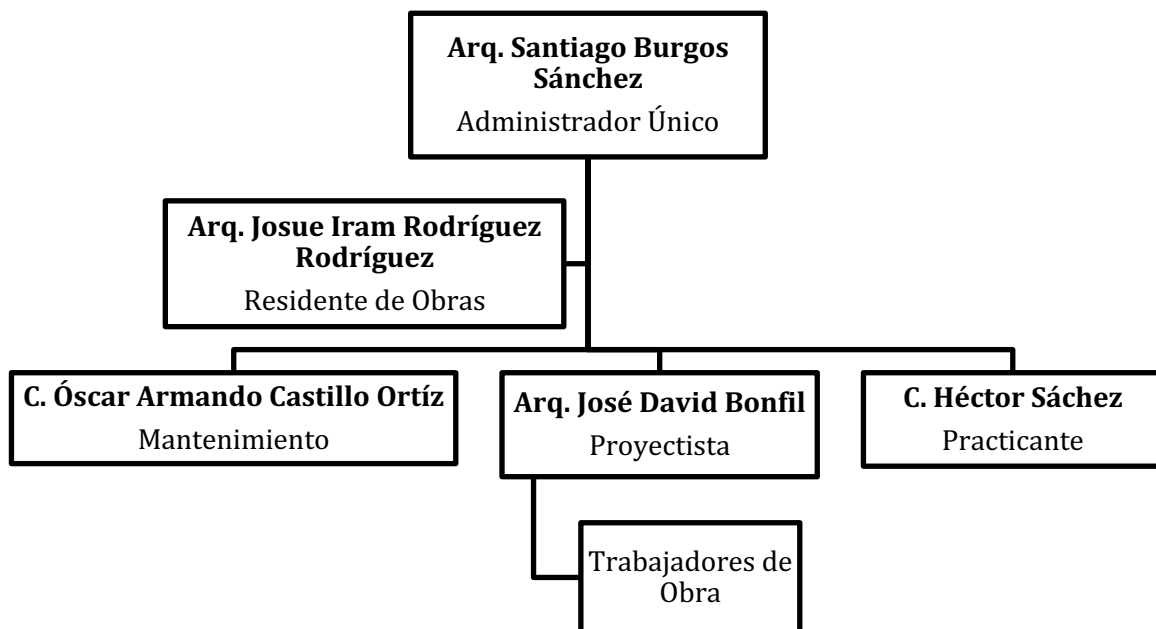 Arq. Santiago Burgos
Sánchez
Administrador Único
Arq. Josue Iram Rodríguez
Rodríguez
Residente de Obras
C. Óscar Armando Castillo Ortíz
Mantenimiento
Arq. José David Bonfil
Proyectista
C. Héctor Sáchez
Practicante
Trabajadores de
Obra